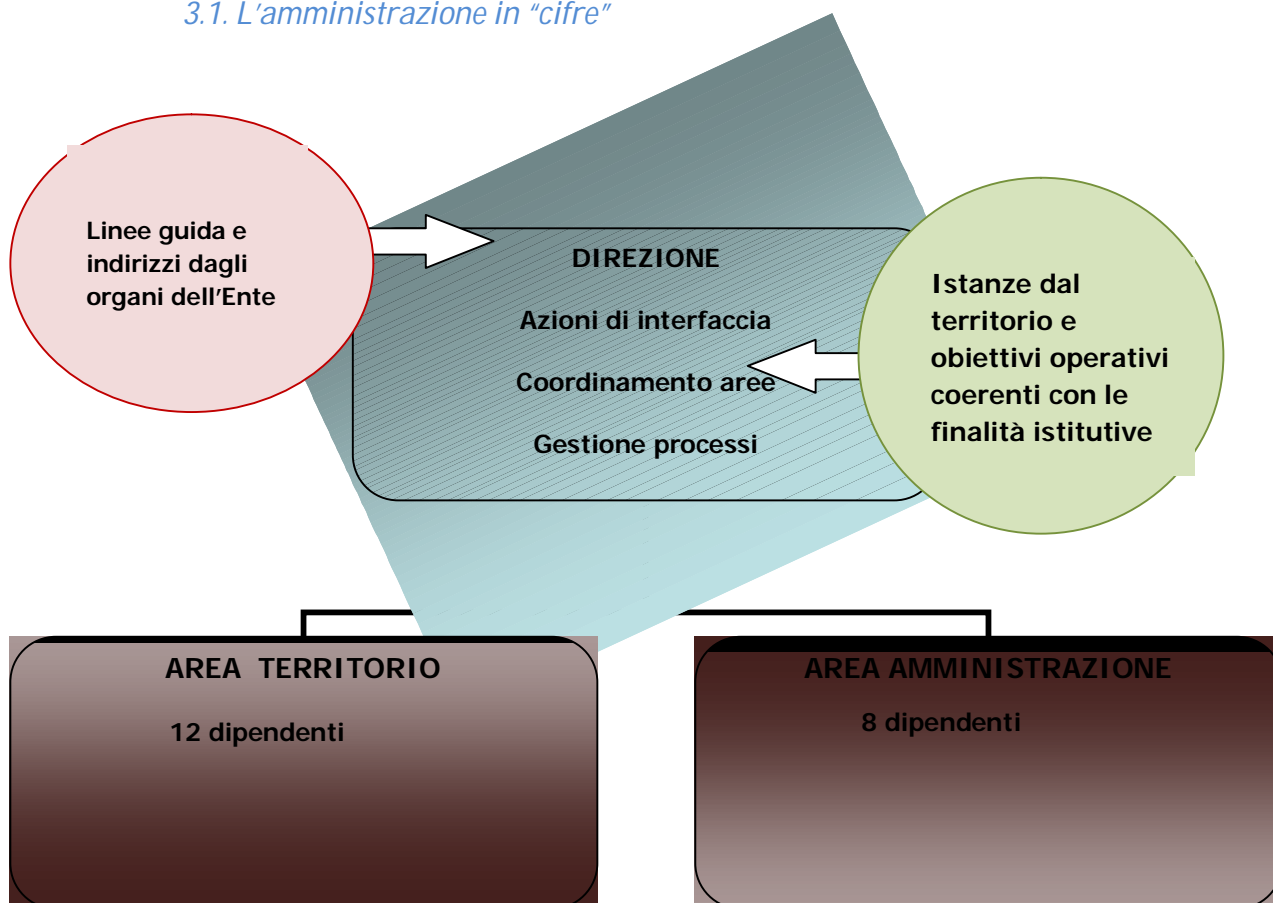 3.1. L'amministrazione in "cifre"
Linee guida e
indirizzi dagli
organi dell'Ente
DIREZIONE
Azioni di interfaccia
Coordinamento aree
Gestione processi
Istanze dal
territorio e
obiettivi operativi
coerenti con le
finalità istitutive
AREA TERRITORIO
12 dipendenti
AREA AMMINISTRAZIONE
8 dipendenti